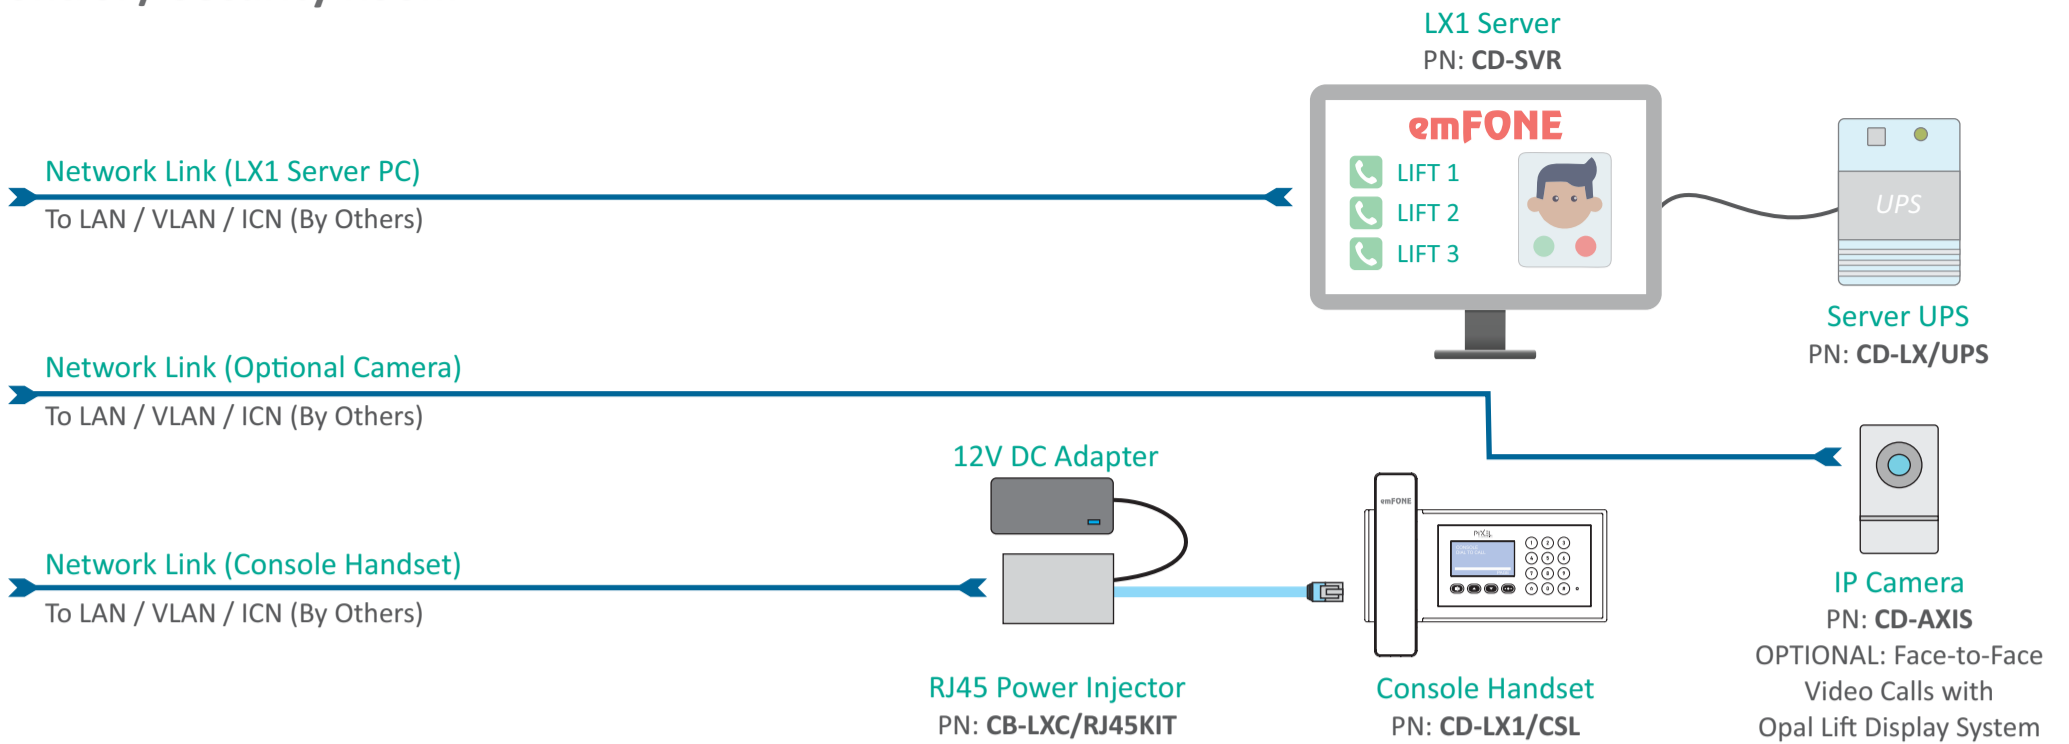 LX1 Server
PN: CD-SVR
emFONE
LIFT 1
LIFT 2
LIFT 3
UPS
Server UPS
PN: CD-LX/UPS
Network Link (LX1 Server PC)
To LAN / VLAN / ICN (By Others)
Network Link (Optional Camera)
To LAN / VLAN / ICN (By Others)
12V DC Adapter
Network Link (Console Handset)
To LAN / VLAN / ICN (By Others)
RJ45 Power Injector
PN: CB-LXC/RJ45KIT
emFONE
Console Handset
PN: CD-LX1/CSL
IP Camera
PN: CD-AXIS
OPTIONAL: Face-to-Face
Video Calls with
Opal Lift Display System